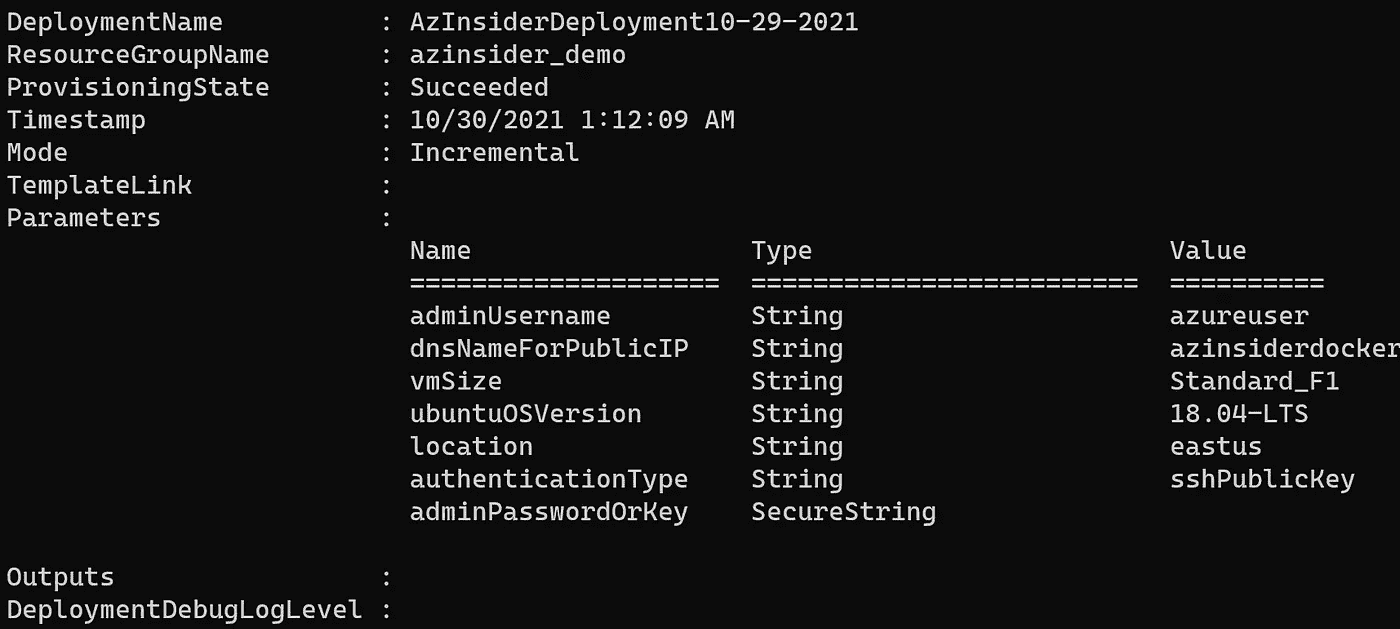 DeploymentName          : AzInsiderDeployment10-29-2021
ResourceGroupName       : azinsider_demo
ProvisioningState       : Succeeded
Timestamp               : 10/30/2021 1:12:09 AM
Mode                    : Incremental
TemplateLink            :
Parameters              :
                          Name                  Type                       Value
                          ====================  =========================  ==========
                          adminUsername         String                     azureuser
                          dnsNameForPublicIP    String                     azinsiderdocker
                          vmSize                String                     Standard_F1
                          ubuntuOSVersion       String                     18.04-LTS
                          location              String                     eastus
                          authenticationType    String                     sshPublicKey
                          adminPasswordOrKey    SecureString

Outputs                 :
DeploymentDebugLogLevel :